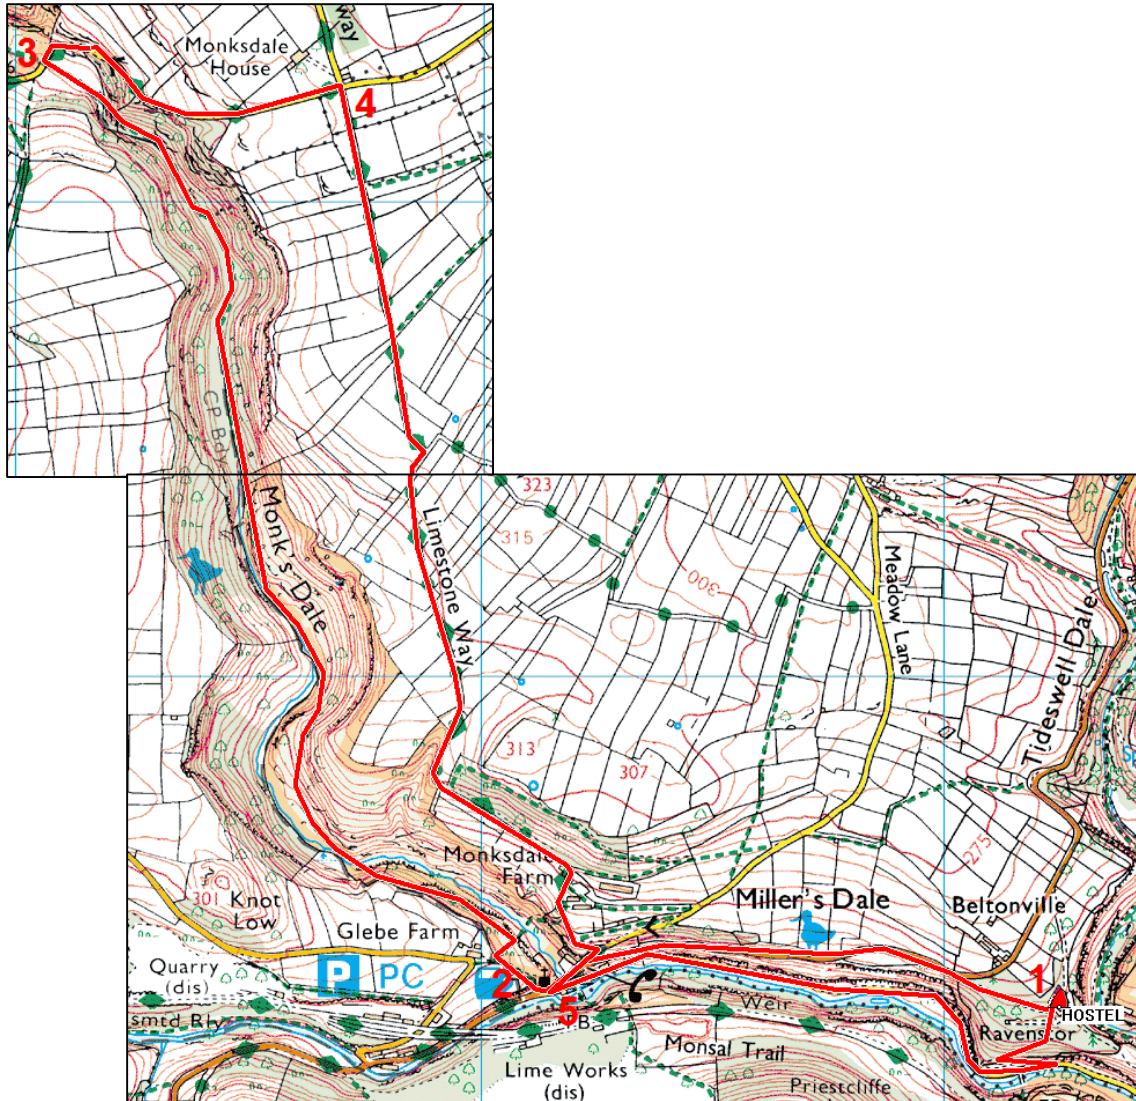 Way
3
Monksdale
House
4
CP Bdy
323
315
Monk's Dale
Limestone Way
300
Meadow Lane
Tideswell Dale
Sp
313
307
275
Monksdale
Farm
301 Knot
Low
Miller's Dale
Beltonville
Glebe Farm
Quarry
(dis)
P PC
2
1
5
HOSTEL
Weir
smtd Rly
Monsal Trail
Lime Works
(dis)
Priestcliffe